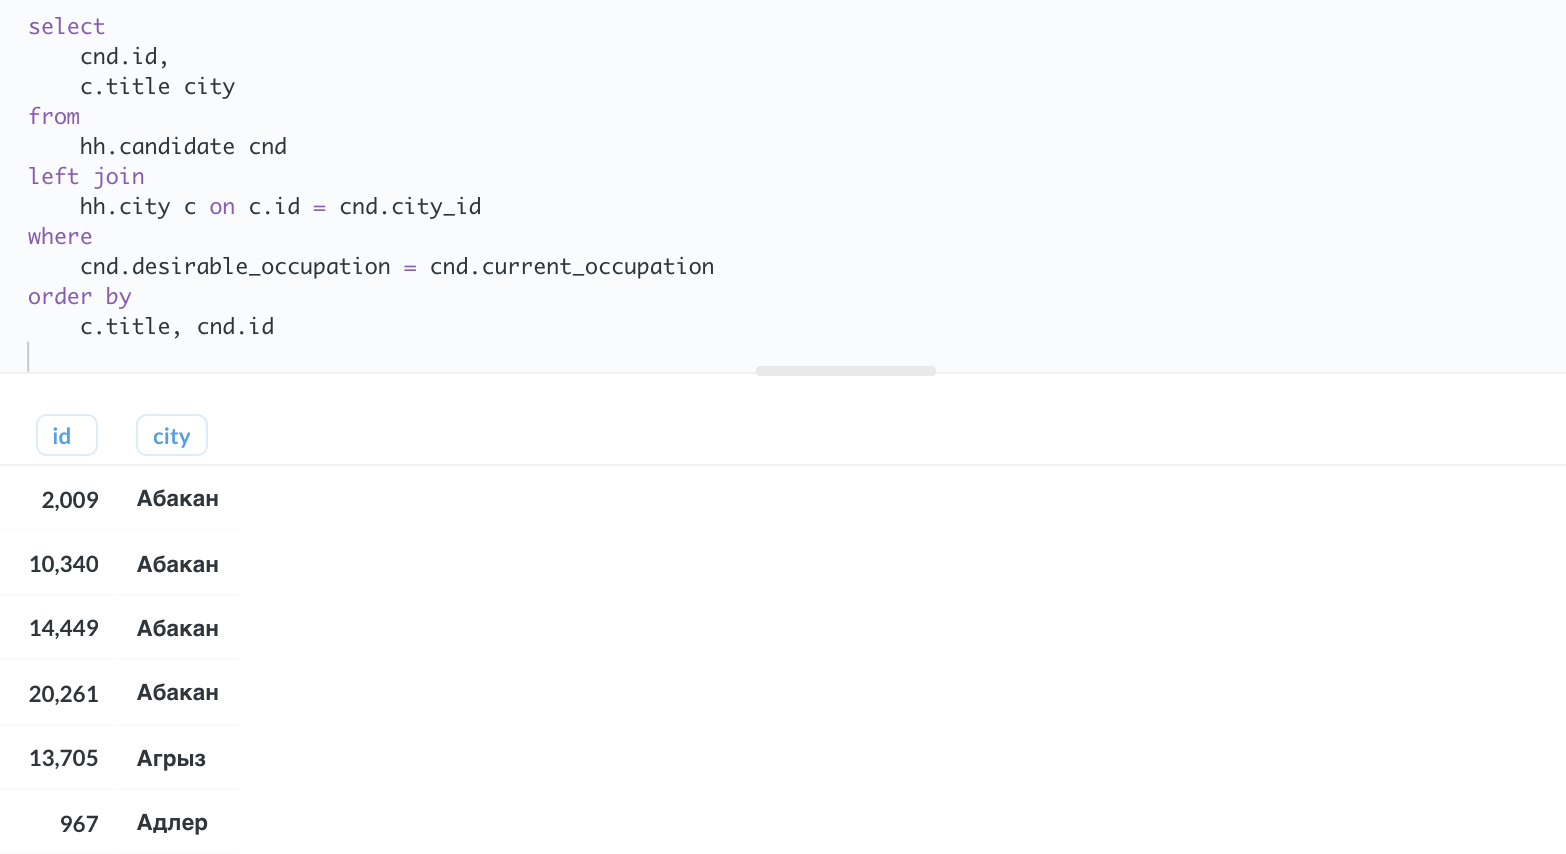 select
cnd.id,
c.title city
from
hh.candidate cnd
left join
hh.city c on c.id = cnd.city_id
where
cnd.desirable_occupation = cnd.current_occupation
order by
c.title, cnd.id
id city
2,009 Абакан
10,340 Абакан
14,449 Абакан
20,261 Абакан
13,705 Агрыз
967 Адлер